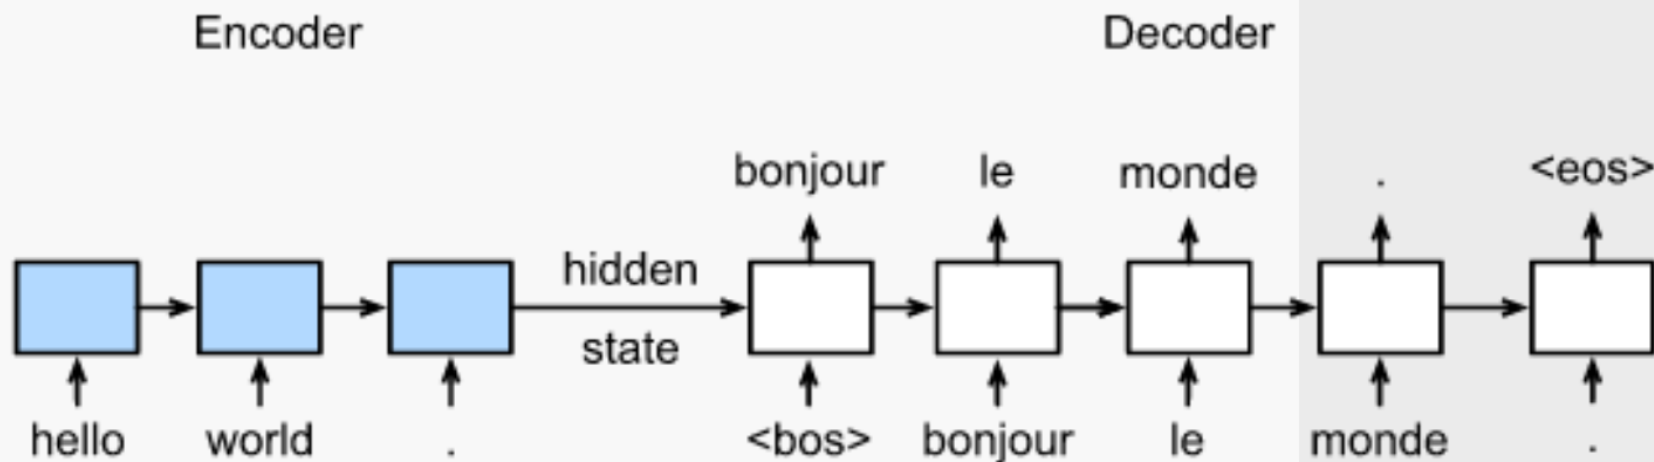 Encoder Decoder
bonjour le monde . <eos>
hidden
state
hello world . <bos> bonjour le monde .